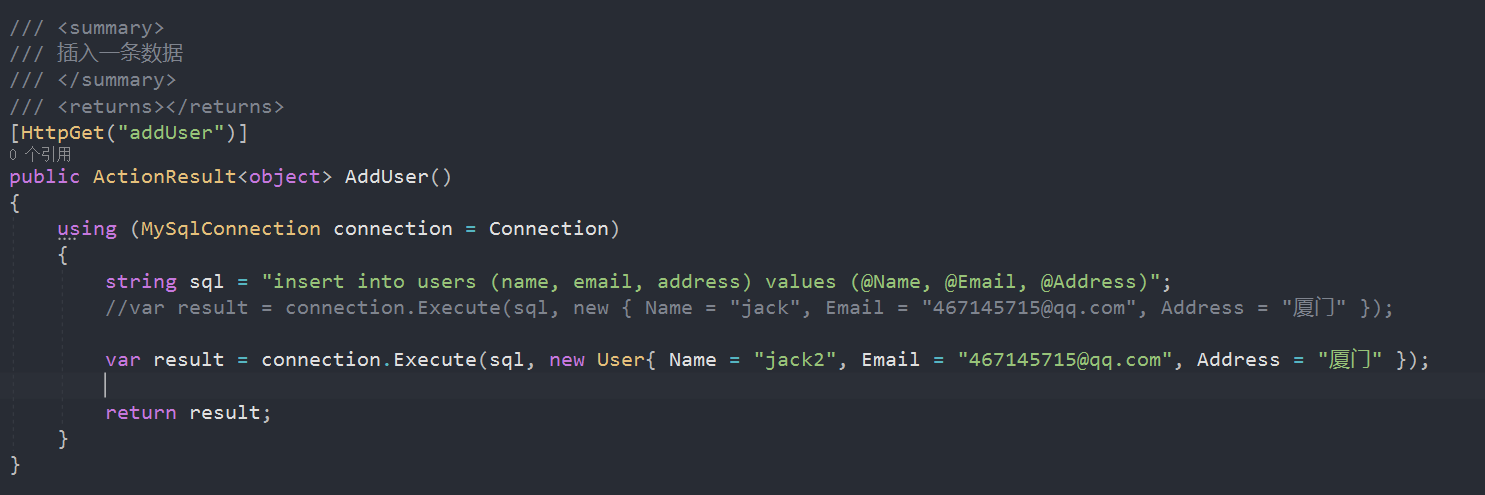 /// <summary>
/// 插入一条数据
/// </summary>
/// <returns></returns>
[HttpGet("addUser")]
0 个引用
public ActionResult<object> AddUser()
{
    using (MySqlConnection connection = Connection)
    {
        string sql = "insert into users (name, email, address) values (@Name, @Email, @Address)";
        //var result = connection.Execute(sql, new { Name = "jack", Email = "467145715@qq.com", Address = "厦门" });
        var result = connection.Execute(sql, new User{ Name = "jack2", Email = "467145715@qq.com", Address = "厦门" });
        return result;
    }
}